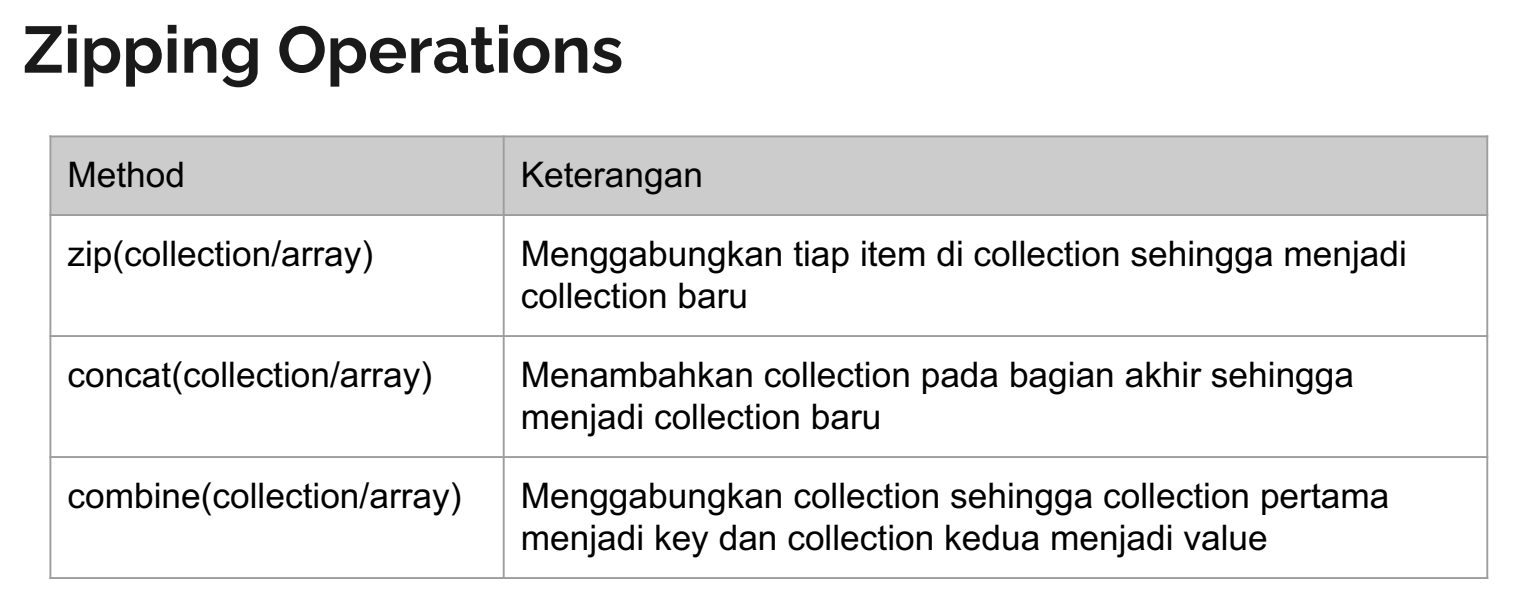 Zipping Operations
Method
Keterangan
zip(collection/array)
Menggabungkan tiap item di collection sehingga menjadi
collection baru
concat(collection/array)
Menambahkan collection pada bagian akhir sehingga
menjadi collection baru
combine(collection/array)
Menggabungkan collection sehingga collection pertama
menjadi key dan collection kedua menjadi value